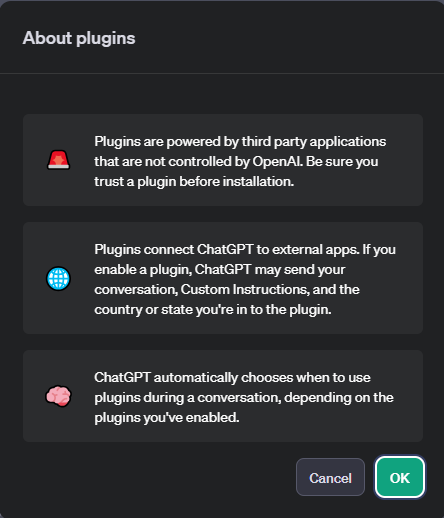 About plugins
Plugins are powered by third party applications
that are not controlled by OpenAI. Be sure you
trust a plugin before installation.
Plugins connect ChatGPT to external apps. If you
enable a plugin, ChatGPT may send your
conversation, Custom Instructions, and the
country or state you're in to the plugin.
ChatGPT automatically chooses when to use
plugins during a conversation, depending on the
plugins you've enabled.
Cancel
OK